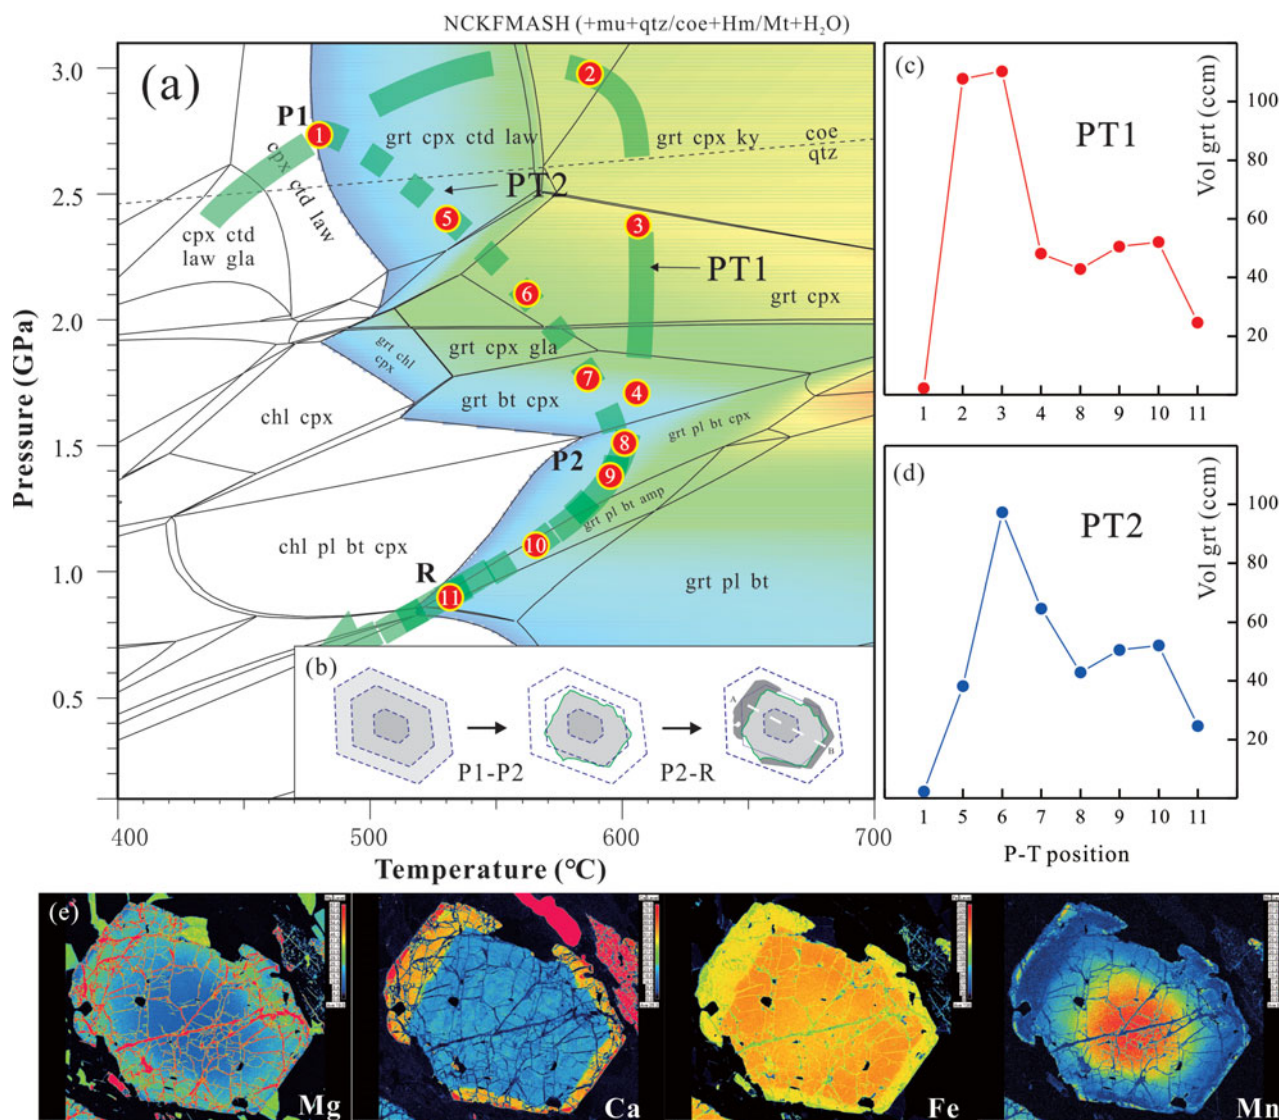 NCKFMASH (+mu+qtz/coe+Hm/Mt+H₂O)
(a)
3.0
2.5
2.0
1.5
1.0
0.5
Pressure (GPa)
400
500
600
700
Temperature (°C)
P1
1
2
3
4
5
6
7
8
9
10
11
P2
R
PT2
PT1
grt cpx ctd law
grt cpx ky
coe
qtz
cpx ctd law
cpx ctd
law gla
grt cpx
grt cpx gla
grt chl
cpx
chl cpx
grt bt cpx
grt pl bt cpx
grt pl bt amp
chl pl bt cpx
grt pl bt
(b)
P1-P2
P2-R
A
B
(c)
PT1
Vol grt (ccm)
100
80
60
40
20
1 2 3 4 8 9 10 11
(d)
PT2
Vol grt (ccm)
100
80
60
40
20
1 5 6 7 8 9 10 11
P-T position
(e)
Mg
Ca
Fe
Mn